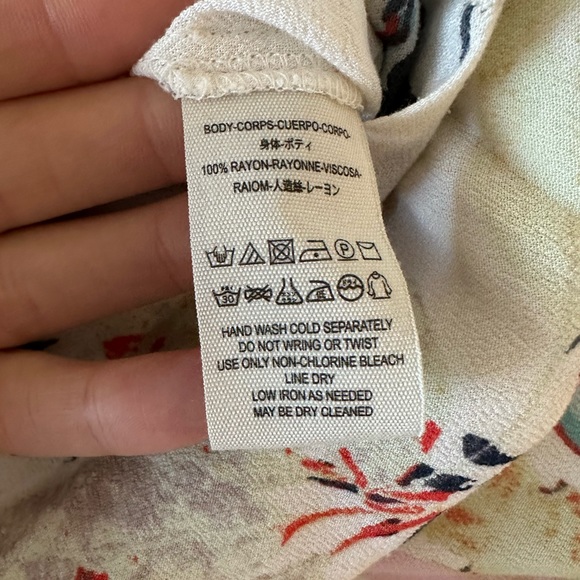 BODY-CORPS-CUERPO-CORPO-
身体-ボディ
100% RAYON-RAYONNE-VISCOSA-
RAIOM-人造絲-レーヨン
HAND WASH COLD SEPARATELY
DO NOT WRING OR TWIST
USE ONLY NON-CHLORINE BLEACH
LINE DRY
LOW IRON AS NEEDED
MAY BE DRY CLEANED